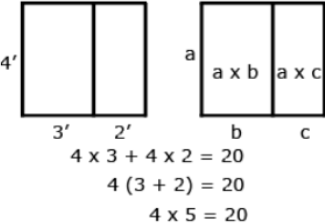 4' a a x b a x c
3' 2' b c
4 x 3 + 4 x 2 = 20
4 (3 + 2) = 20
4 x 5 = 20